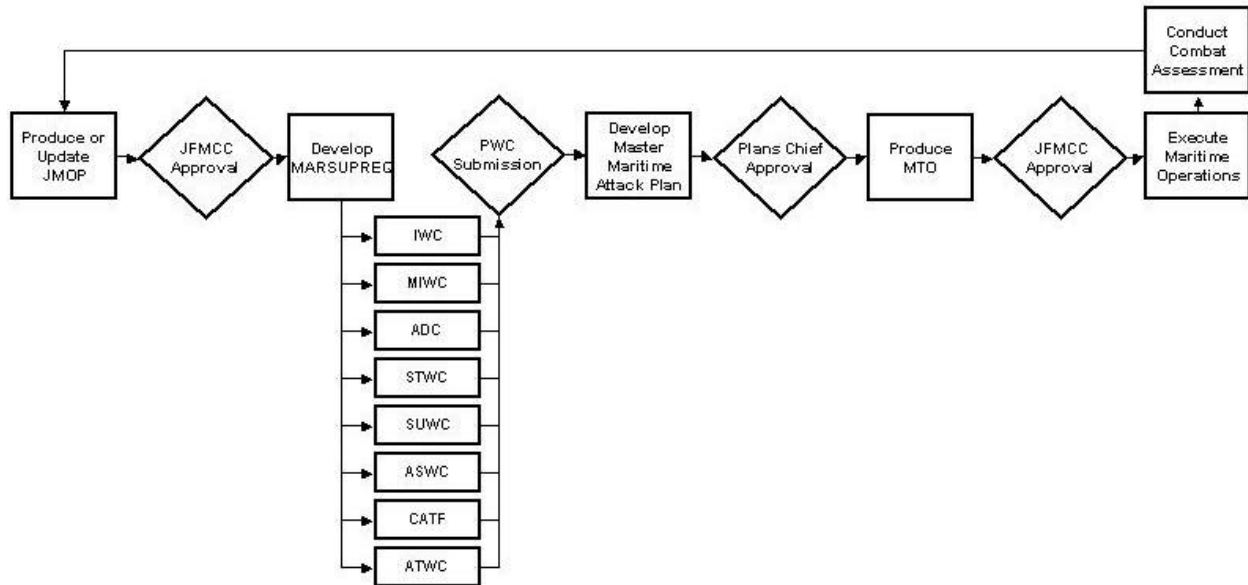 Conduct
Combat
Assessment
Produce or
Update
JMOP
JFMCC
Approval
Develop
MARSUPREQ
PWC
Submission
Develop
Master
Maritime
Attack Plan
Plans Chief
Approval
Produce
MTO
JFMCC
Approval
Execute
Maritime
Operations
IWC
MIWC
ADC
STWC
SUWC
ASWC
CATF
ATWC